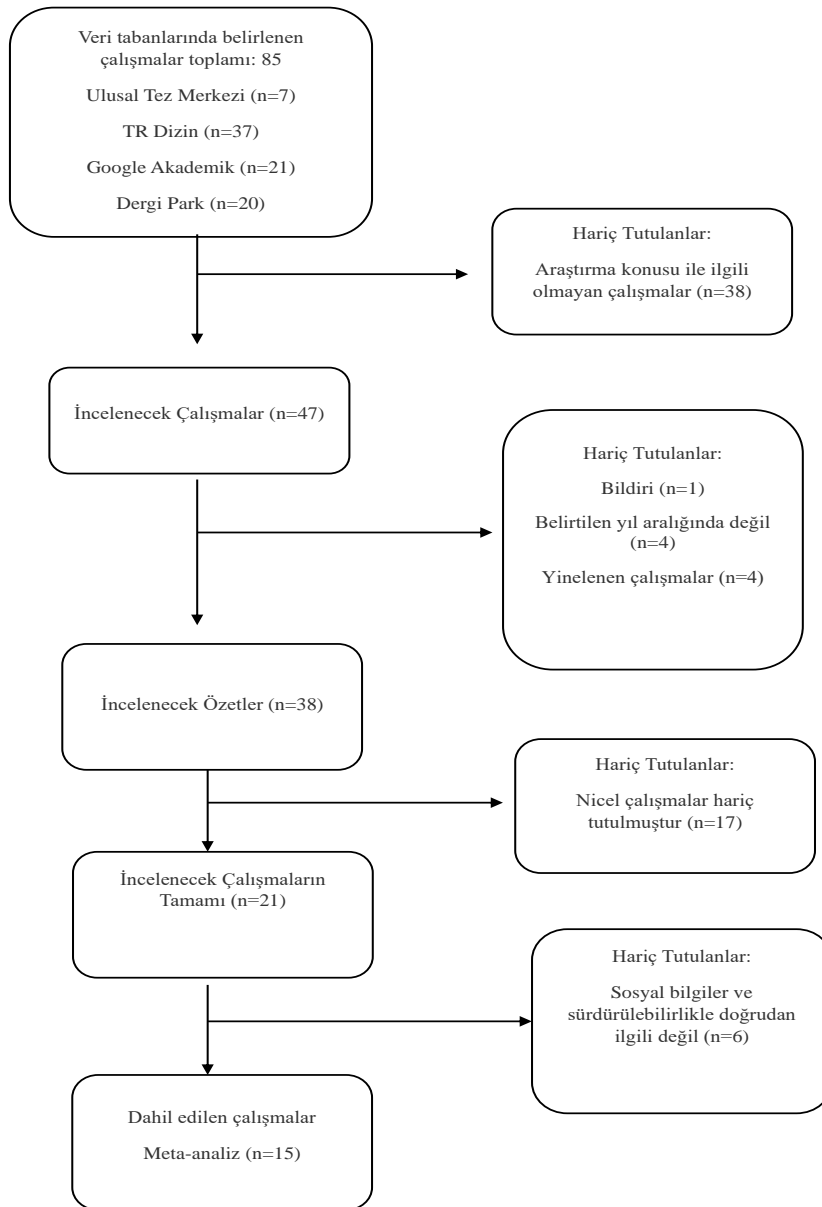 Veri tabanlarında belirlenen
çalışmalar toplamı: 85
Ulusal Tez Merkezi (n=7)
TR Dizin (n=37)
Google Akademik (n=21)
Dergi Park (n=20)
Hariç Tutulanlar:
Araştırma konusu ile ilgili
olmayan çalışmalar (n=38)
İncelenecek Çalışmalar (n=47)
Hariç Tutulanlar:
Bildiri (n=1)
Belirtilen yıl aralığında değil
(n=4)
Yinelenen çalışmalar (n=4)
İncelenecek Özetler (n=38)
Hariç Tutulanlar:
Nicel çalışmalar hariç
tutulmuştur (n=17)
İncelenecek Çalışmaların
Tamamı (n=21)
Hariç Tutulanlar:
Sosyal bilgiler ve
sürdürülebilirlikle doğrudan
ilgili değil (n=6)
Dahil edilen çalışmalar
Meta-analiz (n=15)